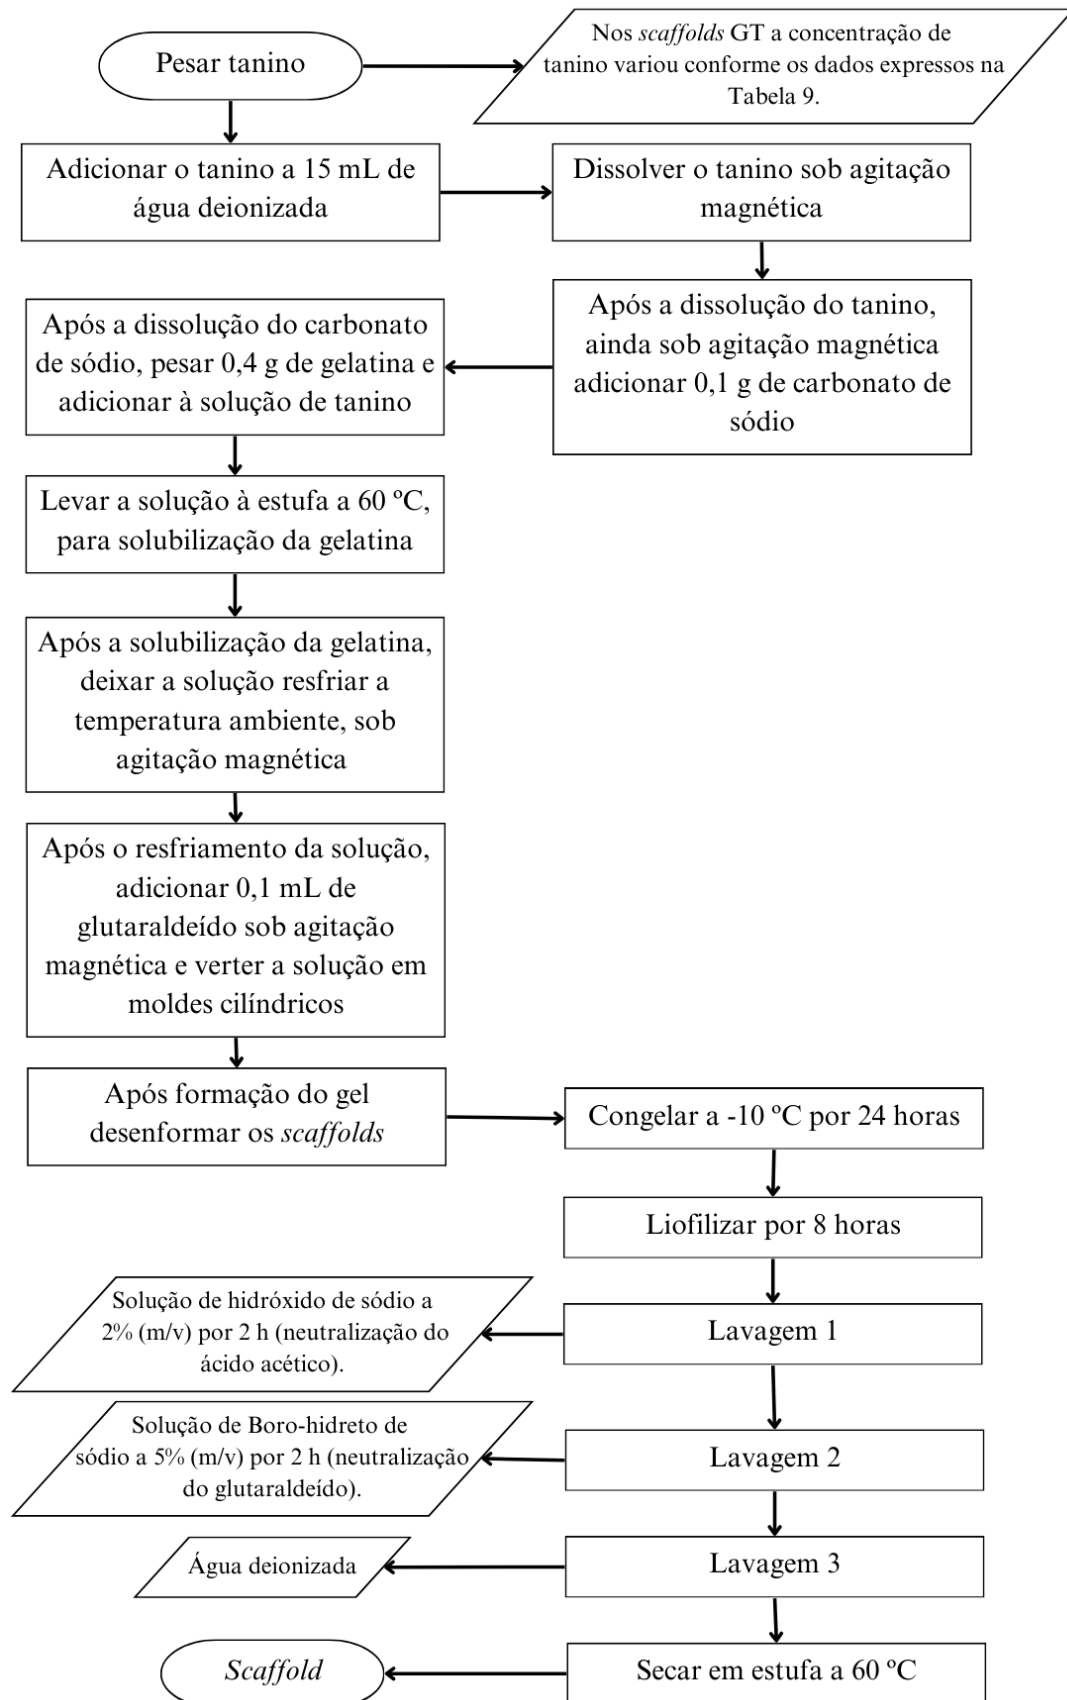 Pesar tanino
Nos scaffolds GT a concentração de
tanino variou conforme os dados expressos na
Tabela 9.
Adicionar o tanino a 15 mL de
água deionizada
Dissolver o tanino sob agitação
magnética
Após a dissolução do tanino,
ainda sob agitação magnética
adicionar 0,1 g de carbonato de
sódio
Após a dissolução do carbonato
de sódio, pesar 0,4 g de gelatina e
adicionar à solução de tanino
Levar a solução à estufa a 60 ºC,
para solubilização da gelatina
Após a solubilização da gelatina,
deixar a solução resfriar a
temperatura ambiente, sob
agitação magnética
Após o resfriamento da solução,
adicionar 0,1 mL de
glutaraldeído sob agitação
magnética e verter a solução em
moldes cilíndricos
Após formação do gel
desenformar os scaffolds
Congelar a -10 ºC por 24 horas
Liofilizar por 8 horas
Lavagem 1
Solução de hidróxido de sódio a
2% (m/v) por 2 h (neutralização do
ácido acético).
Lavagem 2
Solução de Boro-hidreto de
sódio a 5% (m/v) por 2 h (neutralização
do glutaraldeído).
Lavagem 3
Água deionizada
Secar em estufa a 60 ºC
Scaffold